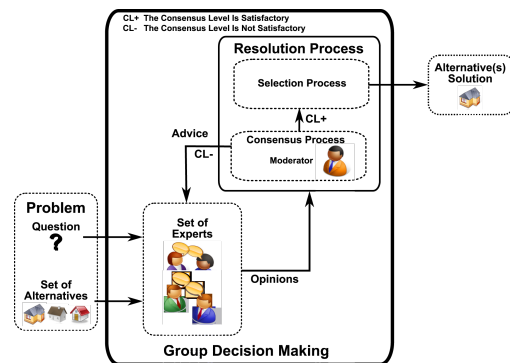 CL+ The Consensus Level Is Satisfactory
CL- The Consensus Level Is Not Satisfactory
Resolution Process
Selection Process
Alternative(s)
Solution
CL+
Consensus Process
Moderator
Advice
CL-
Problem
Question
?
Set of
Alternatives
Set of
Experts
Opinions
Group Decision Making